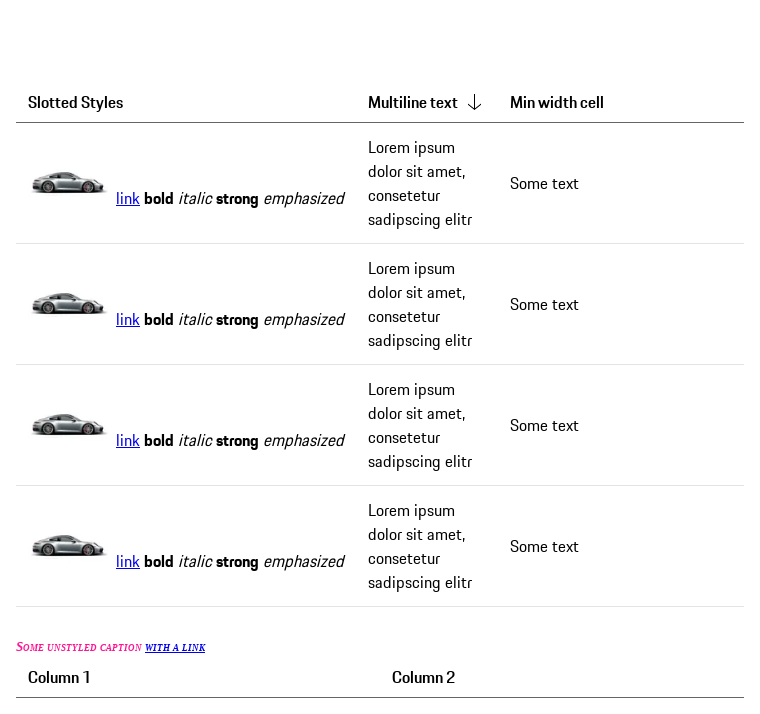 Slotted Styles Multiline text Min width cell
link bold italic strong emphasized
Lorem ipsum
dolor sit amet,
consetetur
sadipscing elitr
Some text
link bold italic strong emphasized
Lorem ipsum
dolor sit amet,
consetetur
sadipscing elitr
Some text
link bold italic strong emphasized
Lorem ipsum
dolor sit amet,
consetetur
sadipscing elitr
Some text
link bold italic strong emphasized
Lorem ipsum
dolor sit amet,
consetetur
sadipscing elitr
Some text
Some unstyled caption with a link
Column 1 Column 2